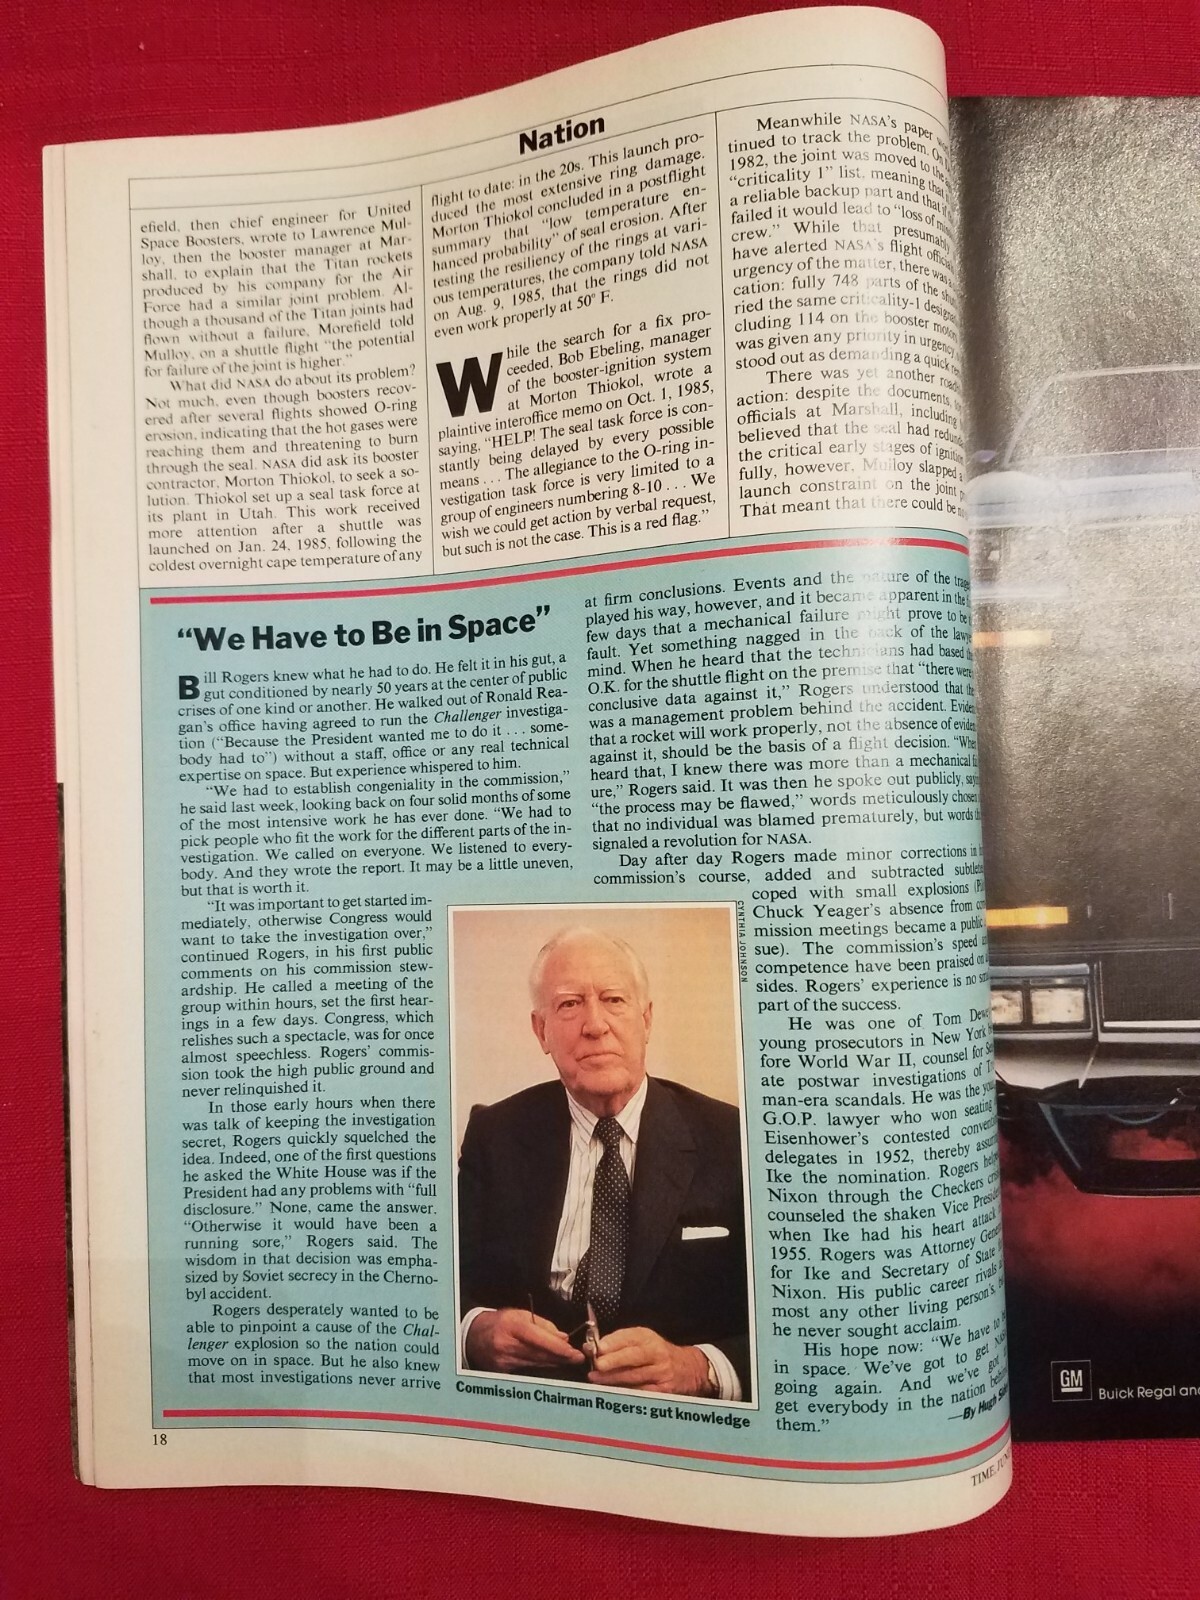 Nation
efield, then chief engineer for United
Space Boosters, wrote to Lawrence Mul-
loy, then the booster manager at Mar-
shall, to explain that the Titan rockets
produced by his company for the Air
Force had a similar joint problem. Al-
though a thousand of the Titan joints had
flown without a failure, Morefield told
Mulloy, on a shuttle flight "the potential
for failure of the joint is higher."
What did NASA do about its problem?
Not much, even though boosters recov-
ered after several flights showed O-ring
erosion, indicating that the hot gases were
reaching them and threatening to burn
through the seal. NASA did ask its booster
contractor, Morton Thiokol, to seek a so-
lution. Thiokol set up a seal task force at
its plant in Utah. This work received
more attention after a shuttle was
launched on Jan. 24, 1985, following the
coldest overnight cape temperature of any
flight to date: in the 20s. This launch pro-
duced the most extensive ring damage.
Morton Thiokol concluded in a postflight
summary that "low temperature en-
hanced probability" of seal erosion. After
testing the resiliency of the rings at vari-
ous temperatures, the company told NASA
on Aug. 9, 1985, that the rings did not
even work properly at 50° F.
While the search for a fix pro-
ceeded, Bob Ebeling, manager
of the booster-ignition system
at Morton Thiokol, wrote a
plaintive interoffice memo on Oct. 1, 1985,
saying, "HELP! The seal task force is con-
stantly being delayed by every possible
means . . . The allegiance to the O-ring in-
vestigation task force is very limited to a
group of engineers numbering 8-10 . . . We
wish we could get action by verbal request,
but such is not the case. This is a red flag."
Meanwhile NASA's paper
tinued to track the problem. On
1982, the joint was moved to the
"criticality 1" list, meaning that
a reliable backup part and that if
failed it would lead to "loss of
crew." While that presumably
have alerted NASA's flight
urgency of the matter, there was
cation: fully 748 parts of the
ried the same criticality-1
cluding 114 on the booster
was given any priority in urgency,
stood out as demanding a quick
There was yet another
action: despite the documents,
officials at Marshall, including
believed that the seal had
the critical early stages of
fully, however, Mulloy slapped a
launch constraint on the joint
That meant that there could be
"We Have to Be in Space"
Bill Rogers knew what he had to do. He felt it in his gut, a
gut conditioned by nearly 50 years at the center of public
crises of one kind or another. He walked out of Ronald Rea-
gan's office having agreed to run the Challenger investiga-
tion ("Because the President wanted me to do it . . . some-
body had to") without a staff, office or any real technical
expertise on space. But experience whispered to him.
"We had to establish congeniality in the commission,"
he said last week, looking back on four solid months of some
of the most intensive work he has ever done. "We had to
pick people who fit the work for the different parts of the in-
vestigation. We called on everyone. We listened to every-
body. And they wrote the report. It may be a little uneven,
but that is worth it.
"It was important to get started im-
mediately, otherwise Congress would
want to take the investigation over,"
continued Rogers, in his first public
comments on his commission stew-
ardship. He called a meeting of the
group within hours, set the first hear-
ings in a few days. Congress, which
relishes such a spectacle, was for once
almost speechless. Rogers' commis-
sion took the high public ground and
never relinquished it.
In those early hours when there
was talk of keeping the investigation
secret, Rogers quickly squelched the
idea. Indeed, one of the first questions
he asked the White House was if the
President had any problems with "full
disclosure." None, came the answer.
"Otherwise it would have been a
running sore," Rogers said. The
wisdom in that decision was empha-
sized by Soviet secrecy in the Cherno-
byl accident.
Rogers desperately wanted to be
able to pinpoint a cause of the Chal-
lenger explosion so the nation could
move on in space. But he also knew
that most investigations never arrive
at firm conclusions. Events and the nature of the
played his way, however, and it became apparent in the
few days that a mechanical failure might prove to be
fault. Yet something nagged in the back of the
mind. When he heard that the technicians had based
O.K. for the shuttle flight on the premise that "there were
conclusive data against it," Rogers understood that
was a management problem behind the accident.
that a rocket will work properly, not the absence of
against it, should be the basis of a flight decision. "When
heard that, I knew there was more than a mechanical
ure," Rogers said. It was then he spoke out publicly,
"the process may be flawed," words meticulously chosen
that no individual was blamed prematurely, but words
signaled a revolution for NASA.
Day after day Rogers made minor corrections in
commission's course, added and subtracted
coped with small explosions
Chuck Yeager's absence from
mission meetings became a public
sue). The commission's speed
competence have been praised on
sides. Rogers' experience is no
part of the success.
He was one of Tom
young prosecutors in New York
fore World War II, counsel for
ate postwar investigations of
man-era scandals. He was the
G.O.P. lawyer who won seating
Eisenhower's contested
delegates in 1952, thereby
Ike the nomination. Rogers
Nixon through the Checkers
counseled the shaken Vice
when Ike had his heart attack
1955. Rogers was Attorney
for Ike and Secretary of State
Nixon. His public career rivals
most any other living person's,
he never sought acclaim.
His hope now: "We have to
in space. We've got to get
going again. And we've got
get everybody in the nation
them."
—By Hugh
CYNTHIA JOHNSON
Commission Chairman Rogers: gut knowledge
18
TIME,
GM
Buick Regal